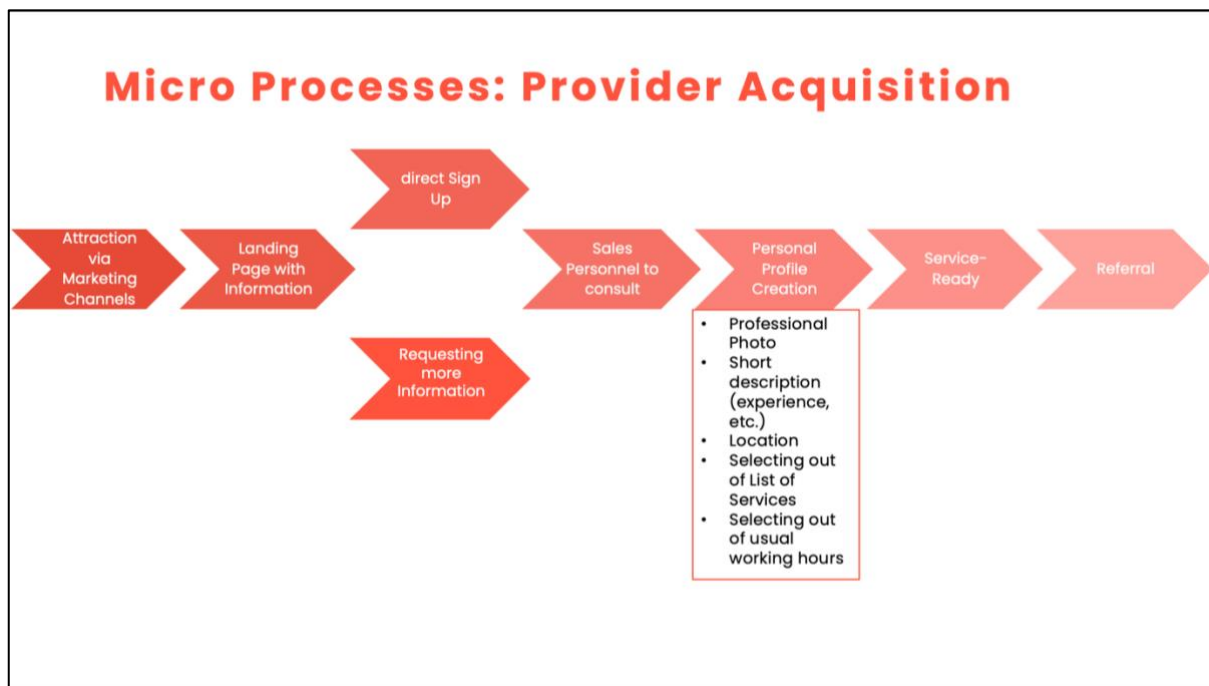 Micro Processes: Provider Acquisition
direct Sign
Up
Attraction
via
Marketing
Channels
Landing
Page with
Information
Sales
Personnel to
consult
Personal
Profile
Creation
Service-
Ready
Referral
Requesting
more
Information
• Professional
Photo
• Short
description
(experience,
etc.)
• Location
• Selecting out
of List of
Services
• Selecting out
of usual
working hours